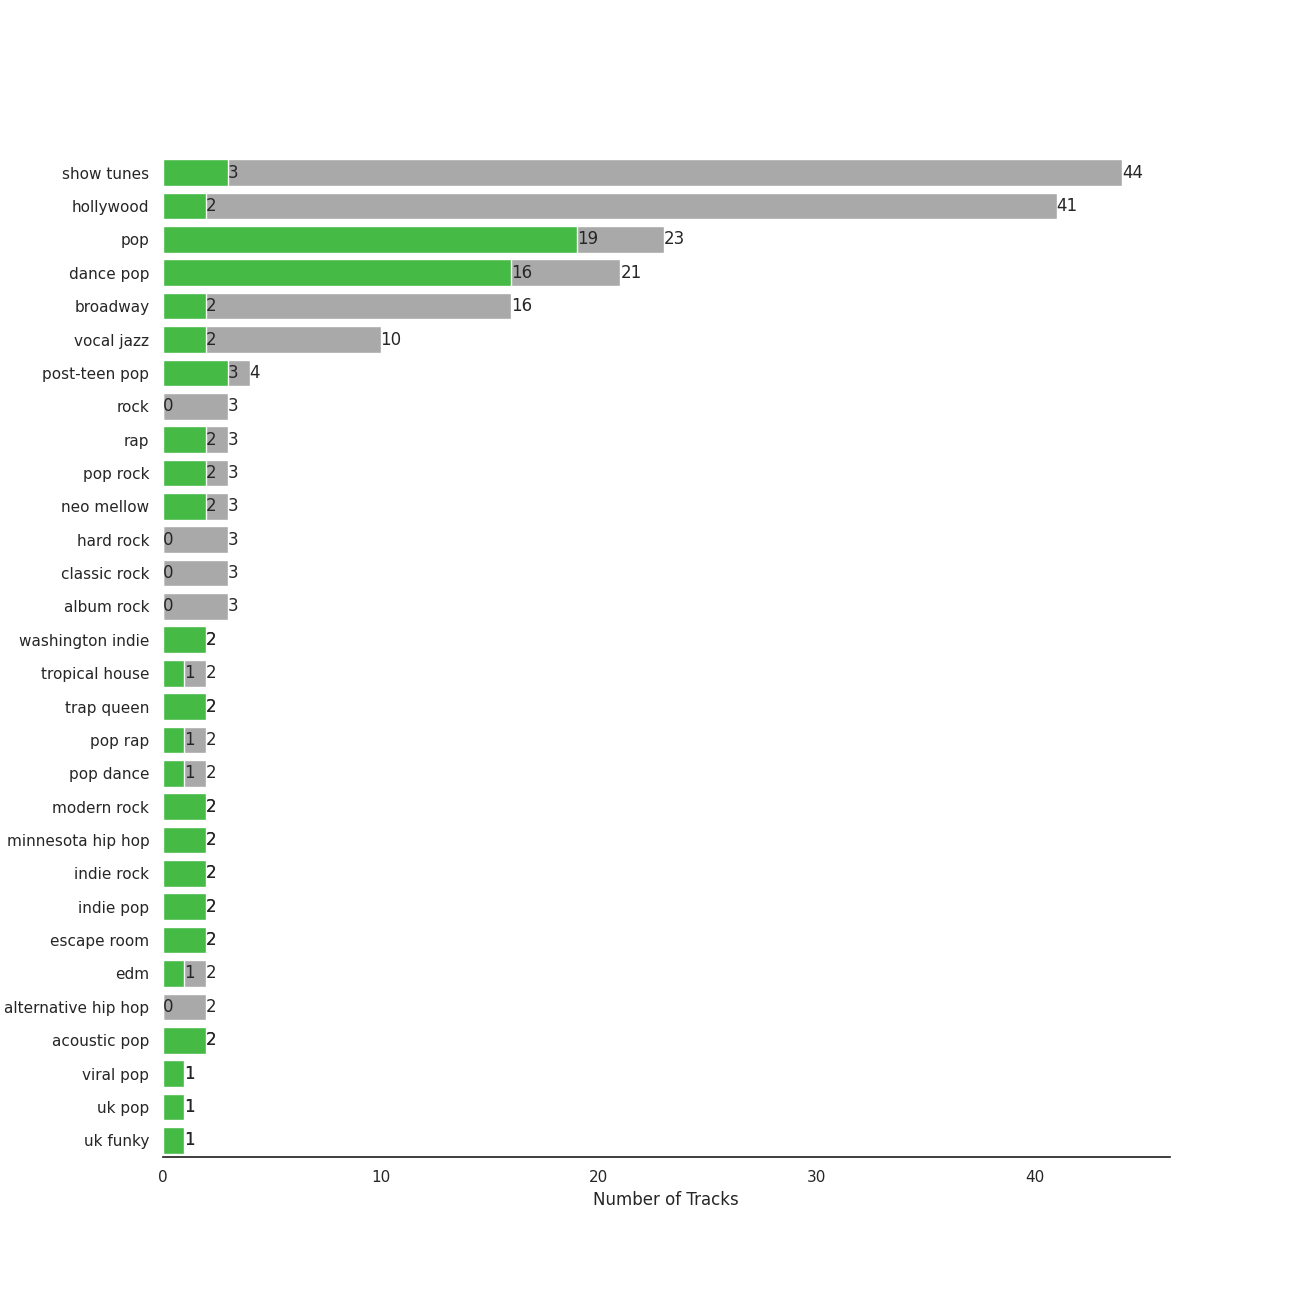 show tunes 3 44
hollywood 2 41
pop 19 23
dance pop 16 21
broadway 2 16
vocal jazz 2 10
post-teen pop 3 4
rock 0 3
rap 2 3
pop rock 2 3
neo mellow 2 3
hard rock 0 3
classic rock 0 3
album rock 0 3
washington indie 2
tropical house 1 2
trap queen 2
pop rap 1 2
pop dance 1 2
modern rock 2
minnesota hip hop 2
indie rock 2
indie pop 2
escape room 2
edm 1 2
alternative hip hop 0 2
acoustic pop 2
viral pop 1
uk pop 1
uk funky 1
0 10 20 30 40
Number of Tracks